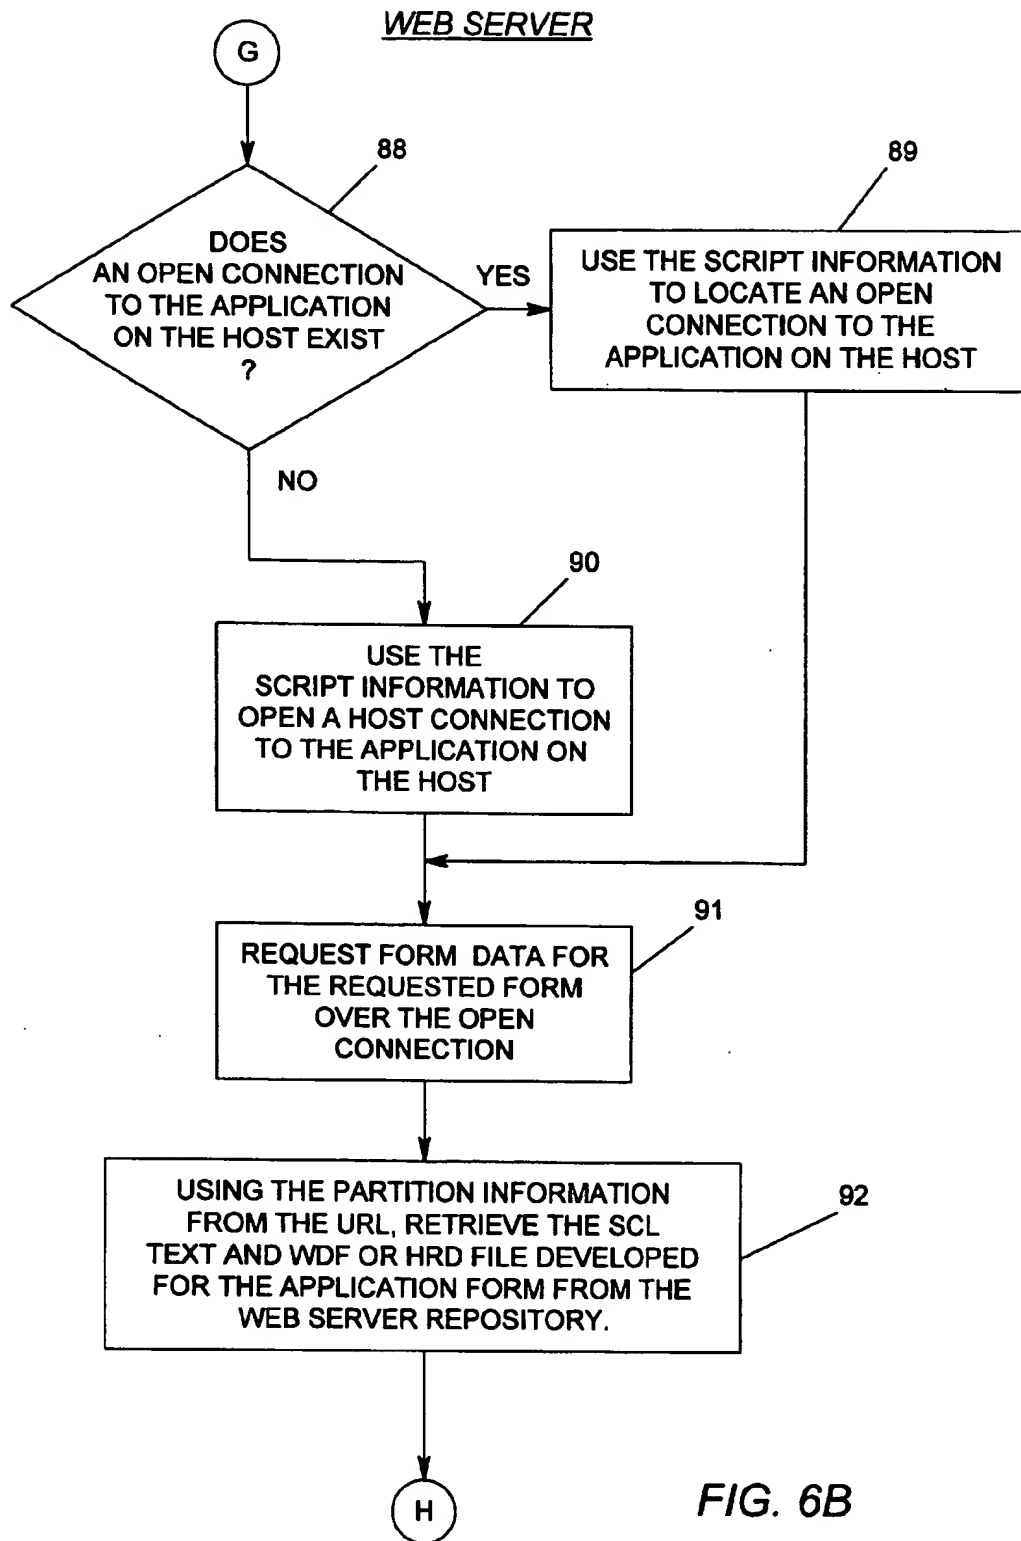 WEB SERVER
G
88
DOES
AN OPEN CONNECTION
TO THE APPLICATION
ON THE HOST EXIST
?
YES
89
USE THE SCRIPT INFORMATION
TO LOCATE AN OPEN
CONNECTION TO THE
APPLICATION ON THE HOST
NO
90
USE THE
SCRIPT INFORMATION TO
OPEN A HOST CONNECTION
TO THE APPLICATION ON
THE HOST
91
REQUEST FORM DATA FOR
THE REQUESTED FORM
OVER THE OPEN
CONNECTION
92
USING THE PARTITION INFORMATION
FROM THE URL, RETRIEVE THE SCL
TEXT AND WDF OR HRD FILE DEVELOPED
FOR THE APPLICATION FORM FROM THE
WEB SERVER REPOSITORY.
H
FIG. 6B